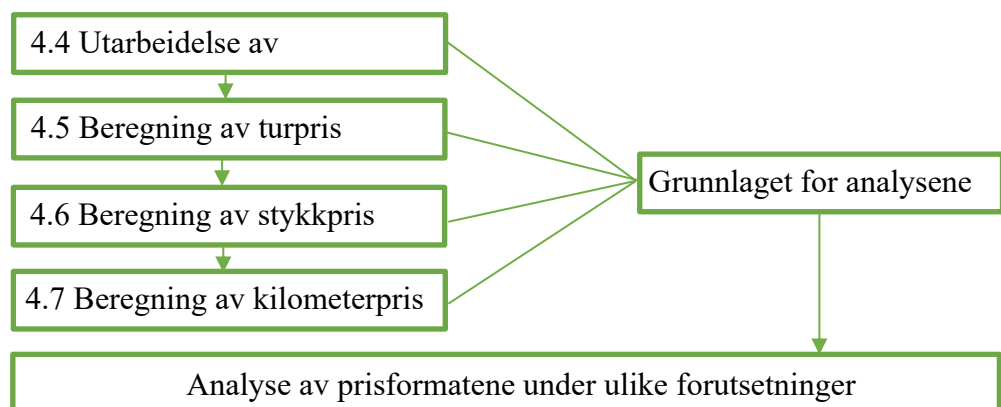 4.4 Utarbeidelse av
4.5 Beregning av turpris
4.6 Beregning av stykkpris
4.7 Beregning av kilometerpris
Grunnlaget for analysene
Analyse av prisformatene under ulike forutsetninger